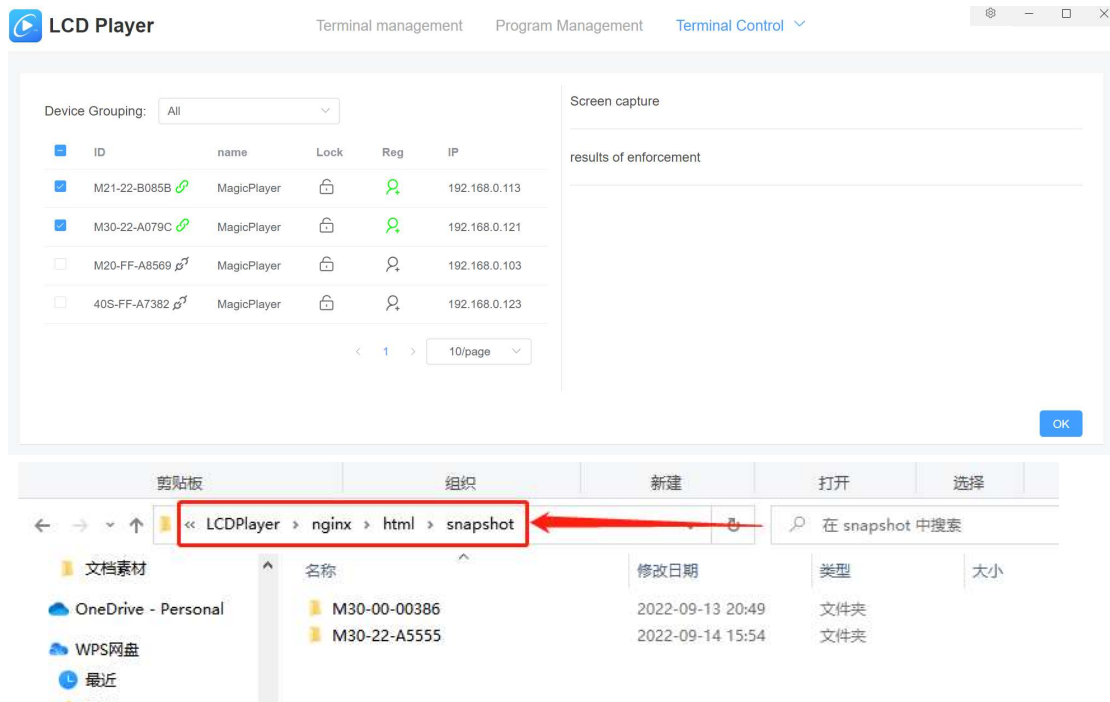 LCD Player
Terminal management Program Management Terminal Control
Device Grouping: All
Screen capture
ID name Lock Reg IP
results of enforcement
M21-22-B085B MagicPlayer 192.168.0.113
M30-22-A079C MagicPlayer 192.168.0.121
M20-FF-A8569 MagicPlayer 192.168.0.103
40S-FF-A7382 MagicPlayer 192.168.0.123
< 1 > 10/page
OK
剪贴板 组织 新建 打开 选择
« LCDPlayer › nginx › html › snapshot 在 snapshot 中搜索
文档素材 名称 修改日期 类型 大小
OneDrive - Personal M30-00-00386 2022-09-13 20:49 文件夹
M30-22-A5555 2022-09-14 15:54 文件夹
WPS网盘
最近